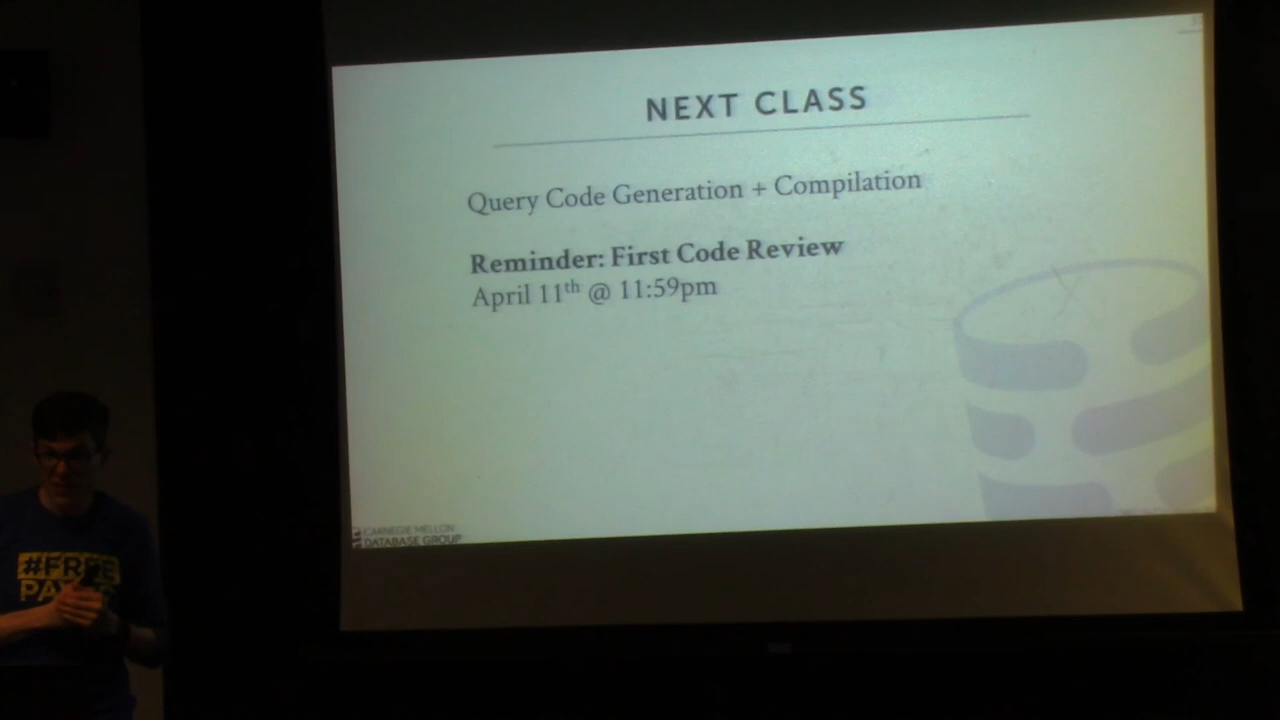 NEXT CLASS
Query Code Generation + Compilation
Reminder: First Code Review
April 11th @ 11:59pm
CARNEGIE MELLON
DATABASE GROUP
#FREE